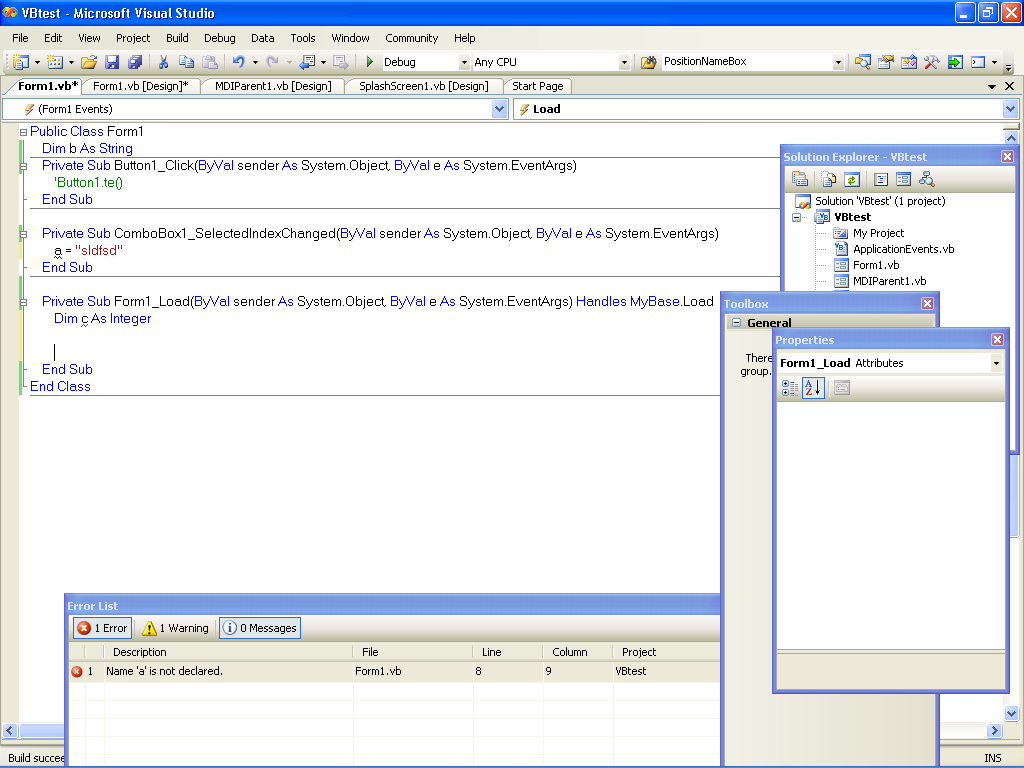 VBtest - Microsoft Visual Studio
File Edit View Project Build Debug Data Tools Window Community Help
Debug Any CPU PositionNameBox
Form1.vb* Form1.vb [Design]* MDIParent1.vb [Design] SplashScreen1.vb [Design] Start Page
(Form1 Events) Load
Public Class Form1
Dim b As String
Private Sub Button1_Click(ByVal sender As System.Object, ByVal e As System.EventArgs)
'Button1.te()
End Sub
Private Sub ComboBox1_SelectedIndexChanged(ByVal sender As System.Object, ByVal e As System.EventArgs)
a = "sldfsd"
End Sub
Private Sub Form1_Load(ByVal sender As System.Object, ByVal e As System.EventArgs) Handles MyBase.Load
Dim c As Integer
End Sub
End Class
Solution Explorer - VBtest
Solution 'VBtest' (1 project)
VBtest
My Project
ApplicationEvents.vb
Form1.vb
MDIParent1.vb
Toolbox
General
There
group.
Properties
Form1_Load Attributes
Error List
1 Error 1 Warning 0 Messages
Description File Line Column Project
1 Name 'a' is not declared. Form1.vb 8 9 VBtest
Build succee
INS